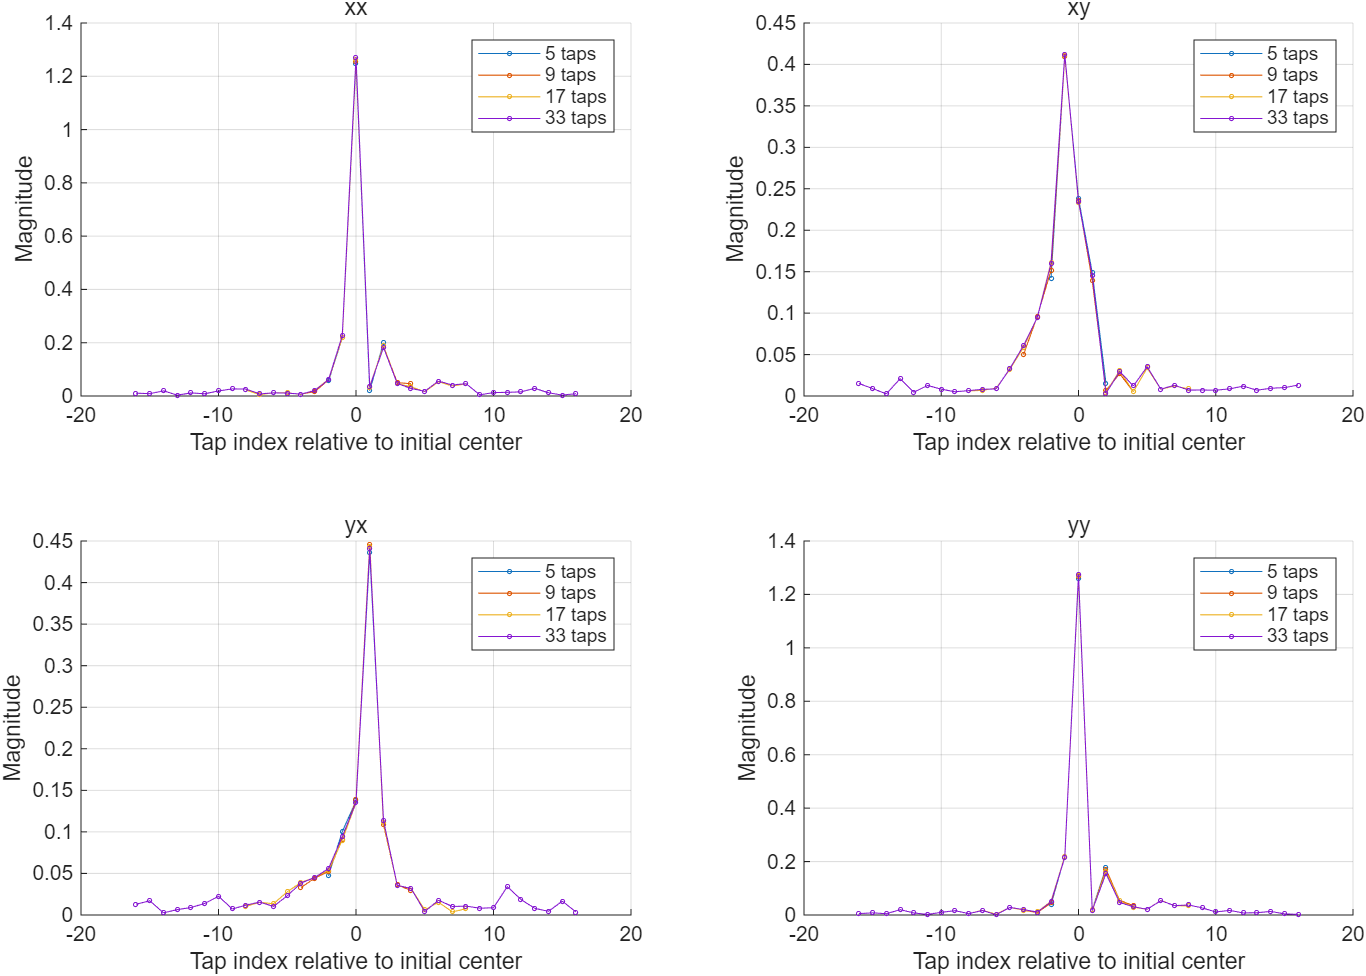 xx
1.4
1.2
1
0.8
0.6
0.4
0.2
0
Magnitude
5 taps
9 taps
17 taps
33 taps
-20 -10 0 10 20
Tap index relative to initial center
xy
0.45
0.4
0.35
0.3
0.25
0.2
0.15
0.1
0.05
0
Magnitude
5 taps
9 taps
17 taps
33 taps
-20 -10 0 10 20
Tap index relative to initial center
yx
0.45
0.4
0.35
0.3
0.25
0.2
0.15
0.1
0.05
0
Magnitude
5 taps
9 taps
17 taps
33 taps
-20 -10 0 10 20
Tap index relative to initial center
yy
1.4
1.2
1
0.8
0.6
0.4
0.2
0
Magnitude
5 taps
9 taps
17 taps
33 taps
-20 -10 0 10 20
Tap index relative to initial center